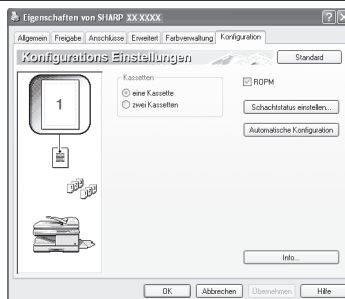 Eigenschaften von SHARP XX-XXXX
Allgemein Freigabe Anschlüsse Erweitert Farbverwaltung Konfiguration
Konfigurations Einstellungen
Standard
1
Kassetten
eine Kassette
zwei Kassetten
ROPM
Schachtstatus einstellen...
Automatische Konfiguration
Info...
OK Abbrechen Übernehmen Hilfe